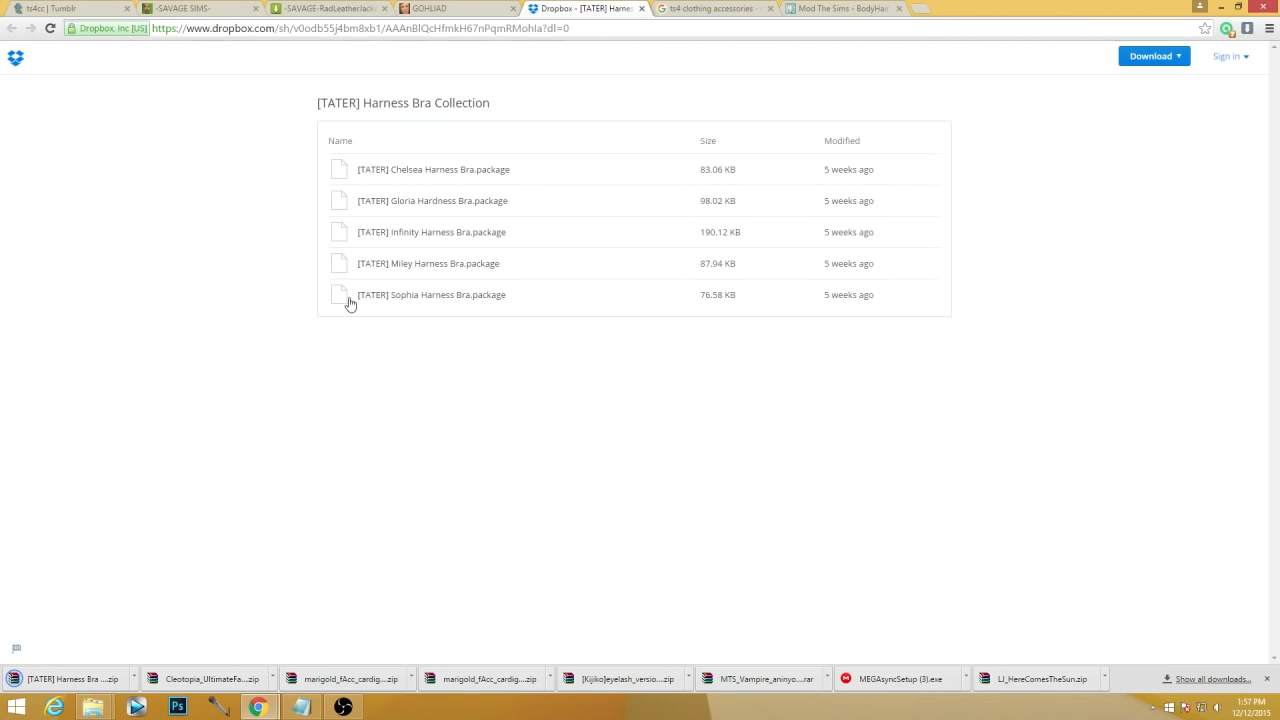 ts4cc | Tumblr
-SAVAGE SIMS-
-SAVAGE-RadLeatherJack
GOHLIAD
Dropbox - [TATER] Harnes
ts4 clothing accessories -
Mod The Sims - BodyHair
Dropbox, Inc [US]
https://www.dropbox.com/sh/v0odb55j4bm8xb1/AAAnBlQcHfmkH67nPqmRMohIa?dl=0
Download
Sign in
[TATER] Harness Bra Collection
Name Size Modified
[TATER] Chelsea Harness Bra.package 83.06 KB 5 weeks ago
[TATER] Gloria Hardness Bra.package 98.02 KB 5 weeks ago
[TATER] Infinity Harness Bra.package 190.12 KB 5 weeks ago
[TATER] Miley Harness Bra.package 87.94 KB 5 weeks ago
[TATER] Sophia Harness Bra.package 76.58 KB 5 weeks ago
[TATER] Harness Bra ....zip
Cleotopia_UltimateFa....zip
marigold_fAcc_cardig....zip
marigold_fAcc_cardig....zip
[Kijiko]eyelash_versio....zip
MTS_Vampire_aninyo....rar
MEGAsyncSetup (3).exe
LJ_HereComesTheSun.zip
Show all downloads...
Ps
1:57 PM
12/12/2015